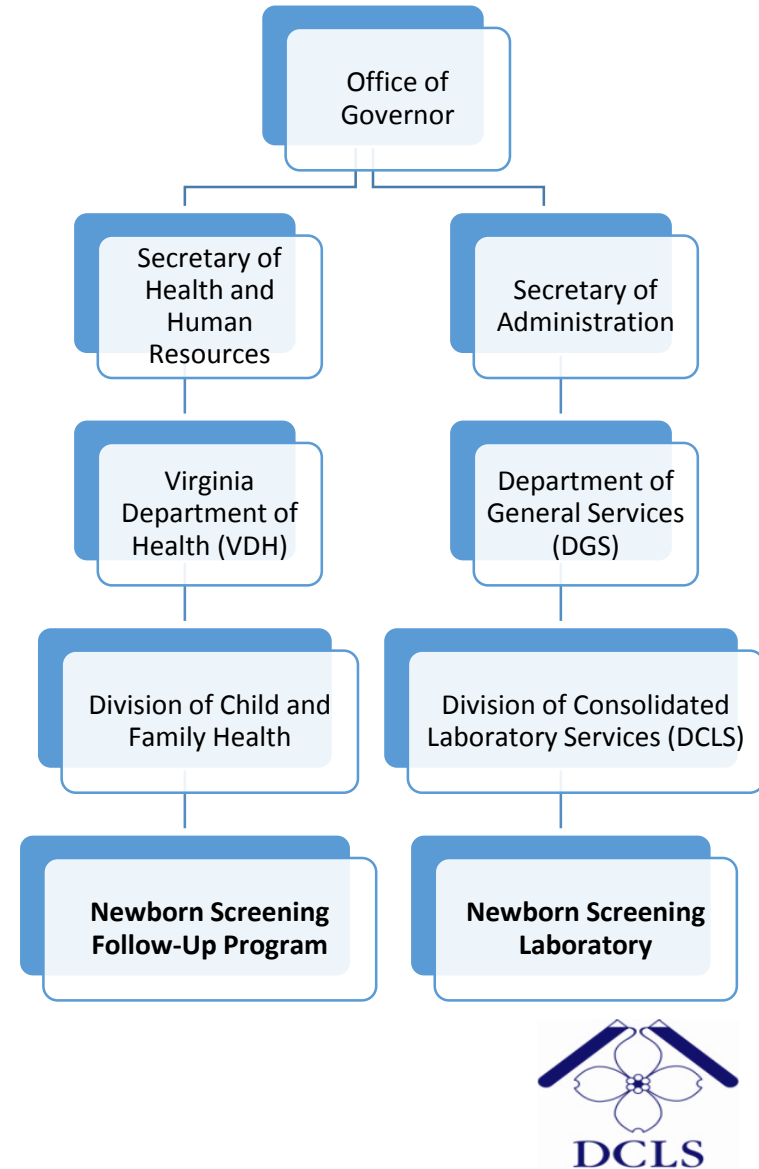 Office of
Governor
Secretary of
Health and
Human
Resources
Secretary of
Administration
Virginia
Department of
Health (VDH)
Department of
General Services
(DGS)
Division of Child and
Family Health
Division of Consolidated
Laboratory Services (DCLS)
Newborn Screening
Follow-Up Program
Newborn Screening
Laboratory
DCLS